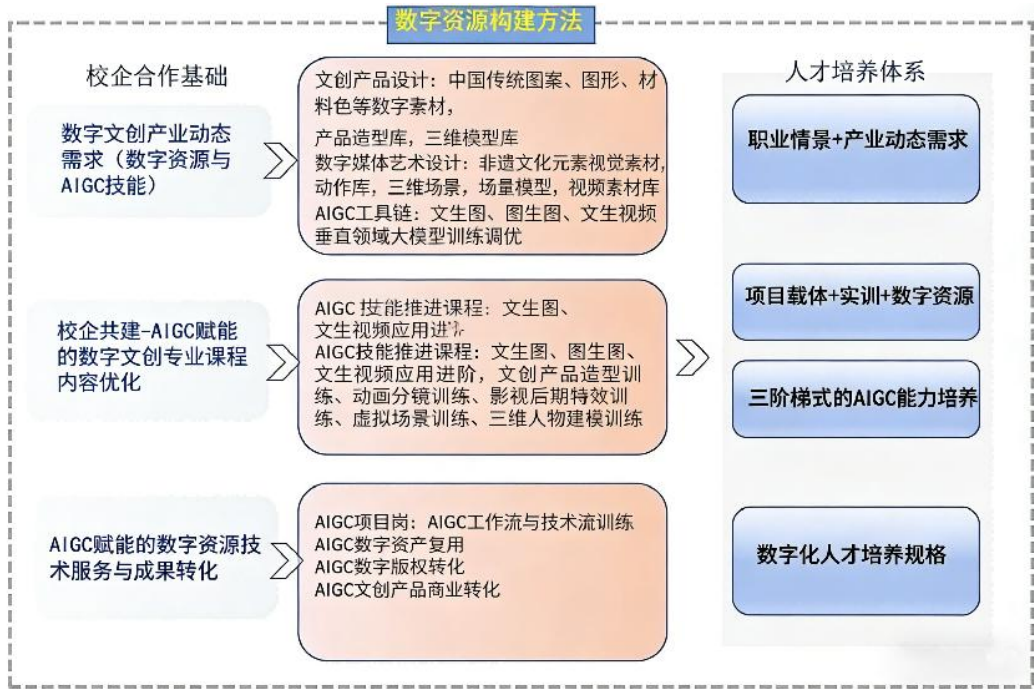 数字资源构建方法
校企合作基础
数字文创产业动态
需求（数字资源与
AIGC技能）
校企共建-AIGC赋能
的数字文创专业课程
内容优化
AIGC赋能的数字资源技
术服务与成果转化
文创产品设计：中国传统图案、图形、材
料色等数字素材，
产品造型库，三维模型库
数字媒体艺术设计：非遗文化元素视觉素材，
动作库，三维场景，场量模型，视频素材库
AIGC工具链：文生图、图生图、文生视频
垂直领域大模型训练调优
AIGC 技能推进课程：文生图、
文生视频应用进
AIGC技能推进课程：文生图、图生图、
文生视频应用进阶，文创产品造型训
练、动画分镜训练、影视后期特效训
练、虚拟场景训练、三维人物建模训练
AIGC项目岗：AIGC工作流与技术流训练
AIGC数字资产复用
AIGC数字版权转化
AIGC文创产品商业转化
人才培养体系
职业情景+产业动态需求
项目载体+实训+数字资源
三阶梯式的AIGC能力培养
数字化人才培养规格